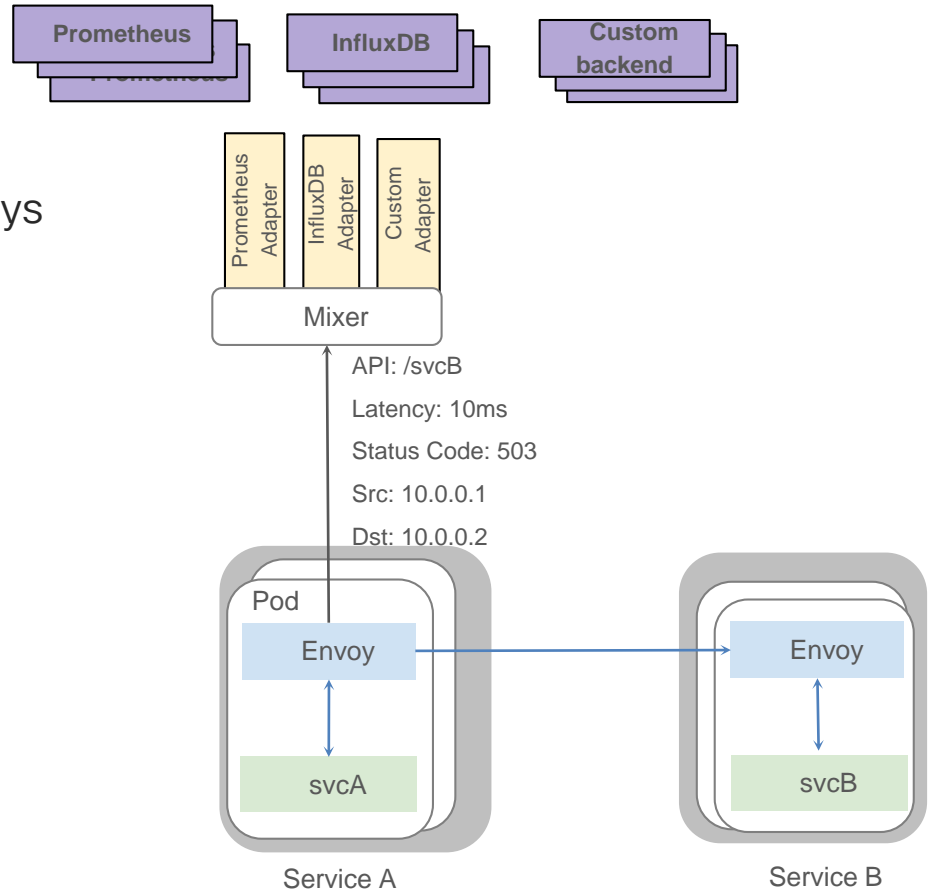 Prometheus
InfluxDB
Custom
backend
Prometheus
ys
Prometheus
Adapter
InfluxDB
Adapter
Custom
Adapter
Mixer
API: /svcB
Latency: 10ms
Status Code: 503
Src: 10.0.0.1
Dst: 10.0.0.2
Pod
Envoy
Envoy
svcA
svcB
Service A
Service B